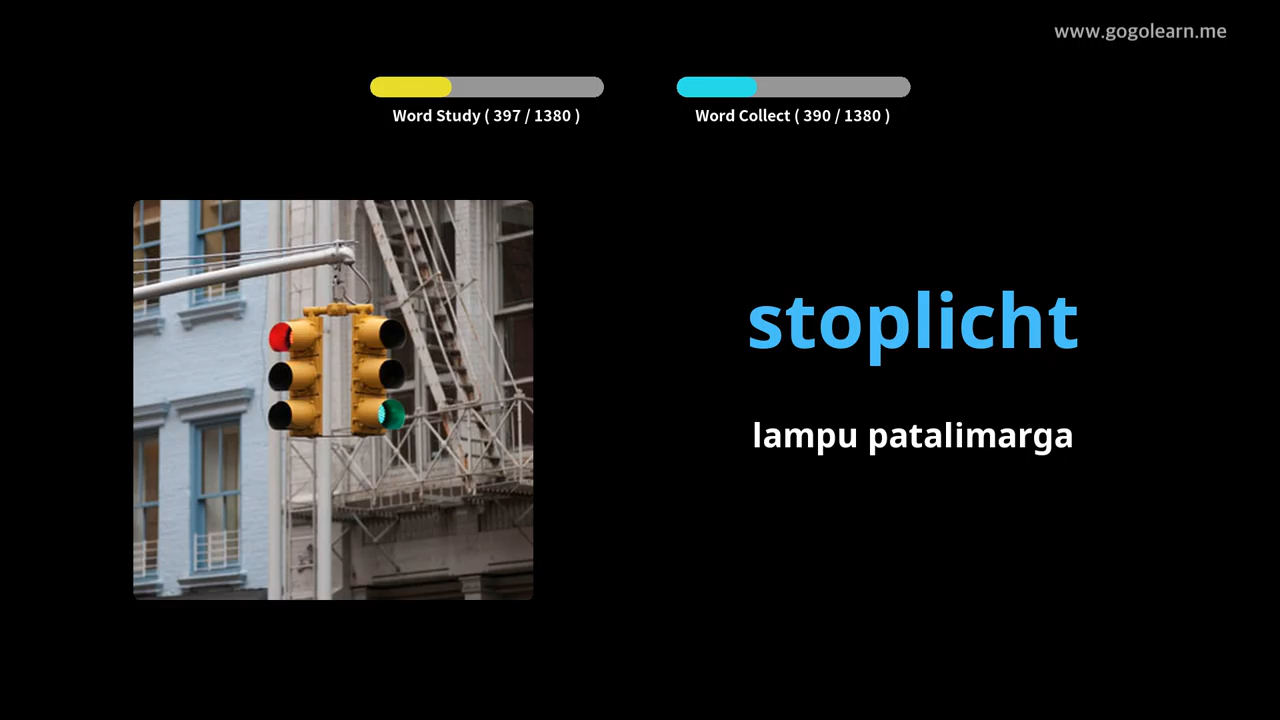 www.gogolearn.me
Word Study ( 397 / 1380 )
Word Collect ( 390 / 1380 )
stoplicht
lampu patalimarga